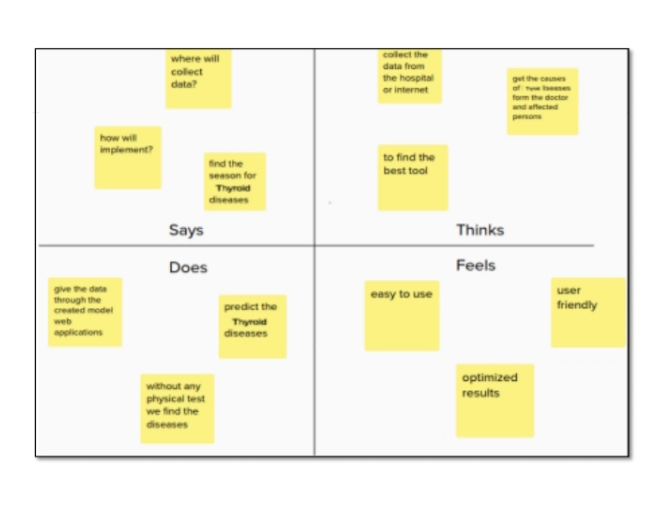 where will
collect
data?
how will
implement?
find the
season for
Thyroid
diseases
Says
collect the
data from
the hospital
or internet
get the causes
of liseases
form the doctor
and affected
persons
to find the
best tool
Thinks
Does
give the data
through the
created model
web
applications
predict the
Thyroid
diseases
without any
physical test
we find the
diseases
Feels
easy to use
user
friendly
optimized
results